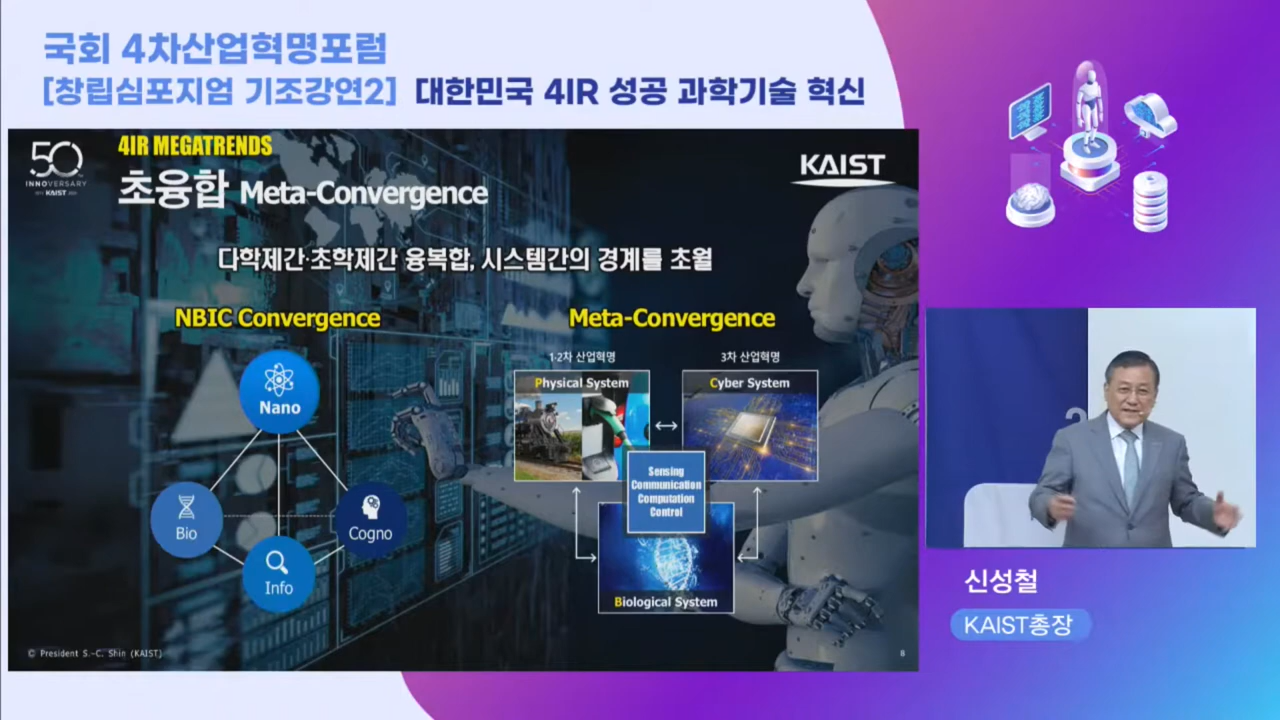 국회 4차산업혁명포럼
[창립심포지엄 기조강연2] 대한민국 4IR 성공 과학기술 혁신
50
INNOVERSARY
KAIST
4IR MEGATRENDS
초융합 Meta-Convergence
KAIST
다학제간·초학제간 융복합, 시스템간의 경계를 초월
NBIC Convergence
Nano
Bio
Cogno
Info
Meta-Convergence
1·2차 산업혁명
3차 산업혁명
Physical System
Cyber System
Sensing
Communication
Computation
Control
Biological System
© President S.-C. Shin (KAIST)
8
신성철
KAIST총장